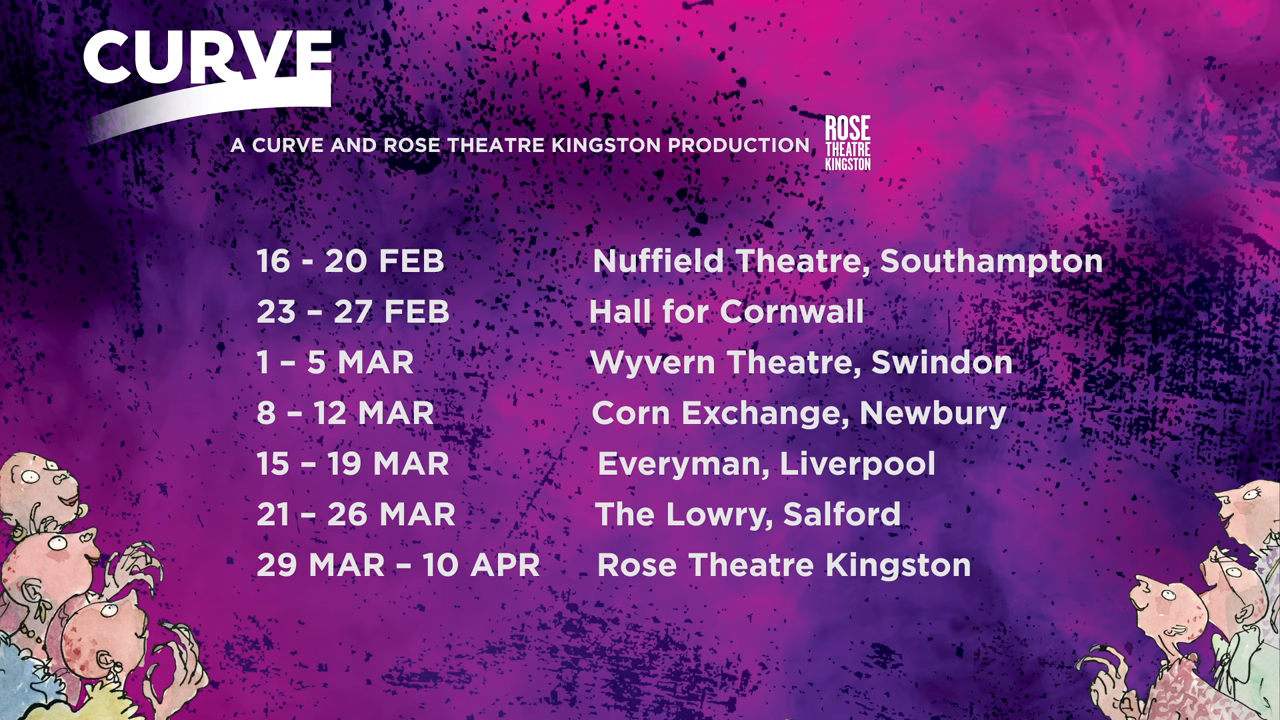 CURVE
A CURVE AND ROSE THEATRE KINGSTON PRODUCTION
ROSE
THEATRE
KINGSTON
16 - 20 FEB Nuffield Theatre, Southampton
23 – 27 FEB Hall for Cornwall
1 – 5 MAR Wyvern Theatre, Swindon
8 – 12 MAR Corn Exchange, Newbury
15 – 19 MAR Everyman, Liverpool
21 – 26 MAR The Lowry, Salford
29 MAR – 10 APR Rose Theatre Kingston